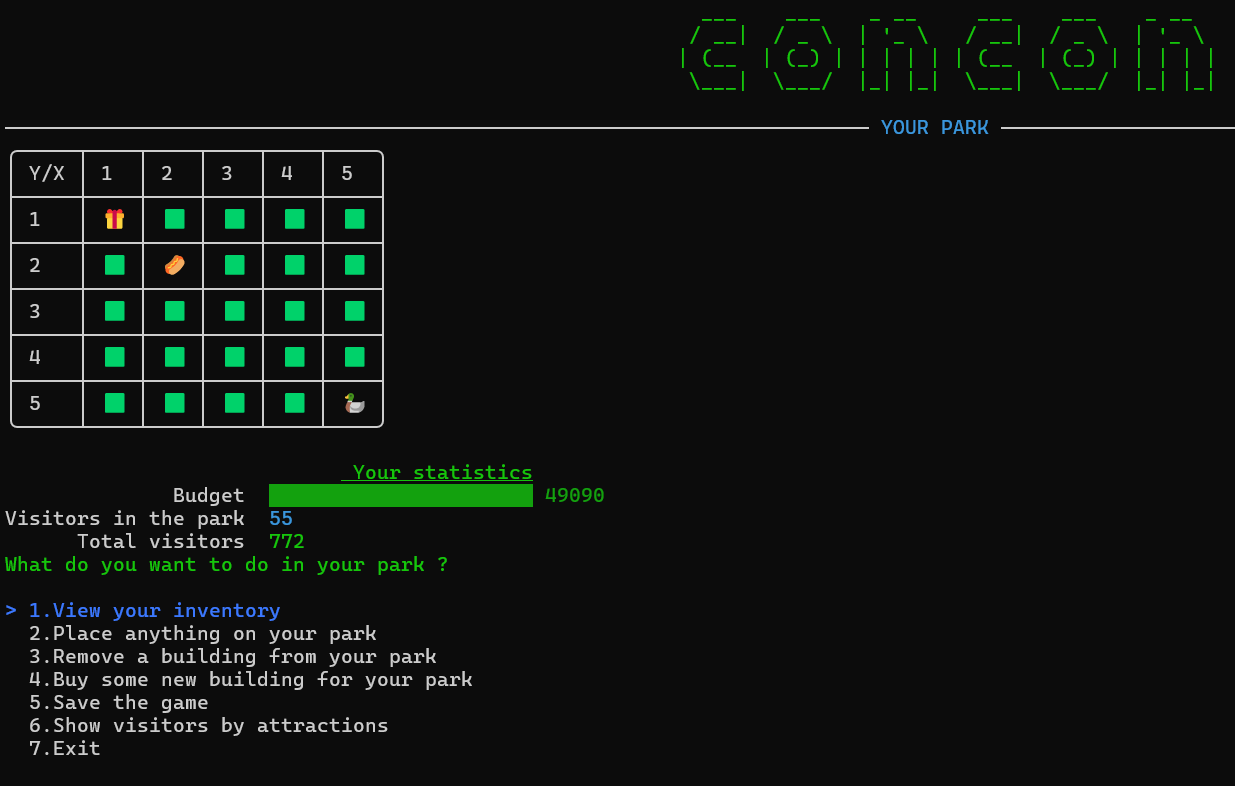 concon
YOUR PARK
Y/X 1 2 3 4 5
1
2
3
4
5
Your statistics
Budget 49090
Visitors in the park 55
Total visitors 772
What do you want to do in your park ?
> 1.View your inventory
2.Place anything on your park
3.Remove a building from your park
4.Buy some new building for your park
5.Save the game
6.Show visitors by attractions
7.Exit